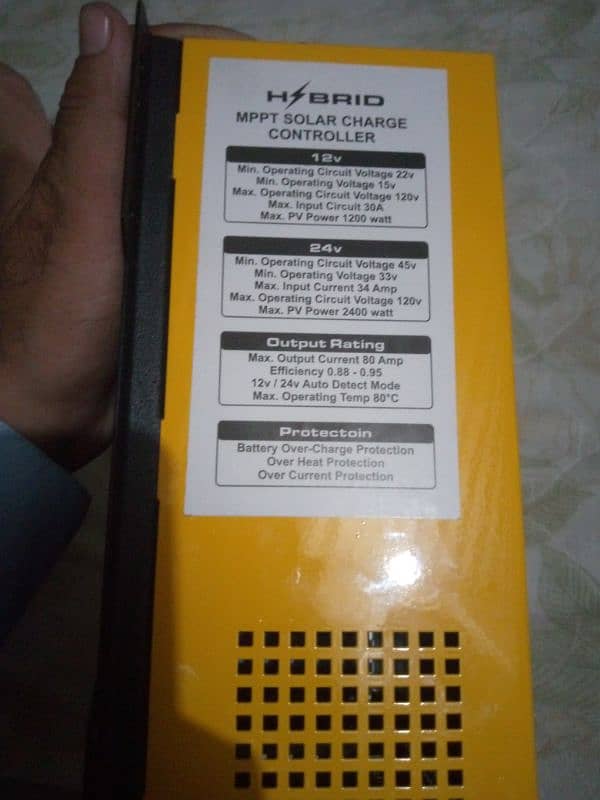 HYBRID
MPPT SOLAR CHARGE
CONTROLLER
12v
Min. Operating Circuit Voltage 22v
Min. Operating Voltage 15v
Max. Operating Circuit Voltage 120v
Max. Input Circuit 30A
Max. PV Power 1200 watt
24v
Min. Operating Circuit Voltage 45v
Min. Operating Voltage 33v
Max. Input Current 34 Amp
Max. Operating Circuit Voltage 120v
Max. PV Power 2400 watt
Output Rating
Max. Output Current 80 Amp
Efficiency 0.88 - 0.95
12v / 24v Auto Detect Mode
Max. Operating Temp 80°C
Protectoin
Battery Over-Charge Protection
Over Heat Protection
Over Current Protection